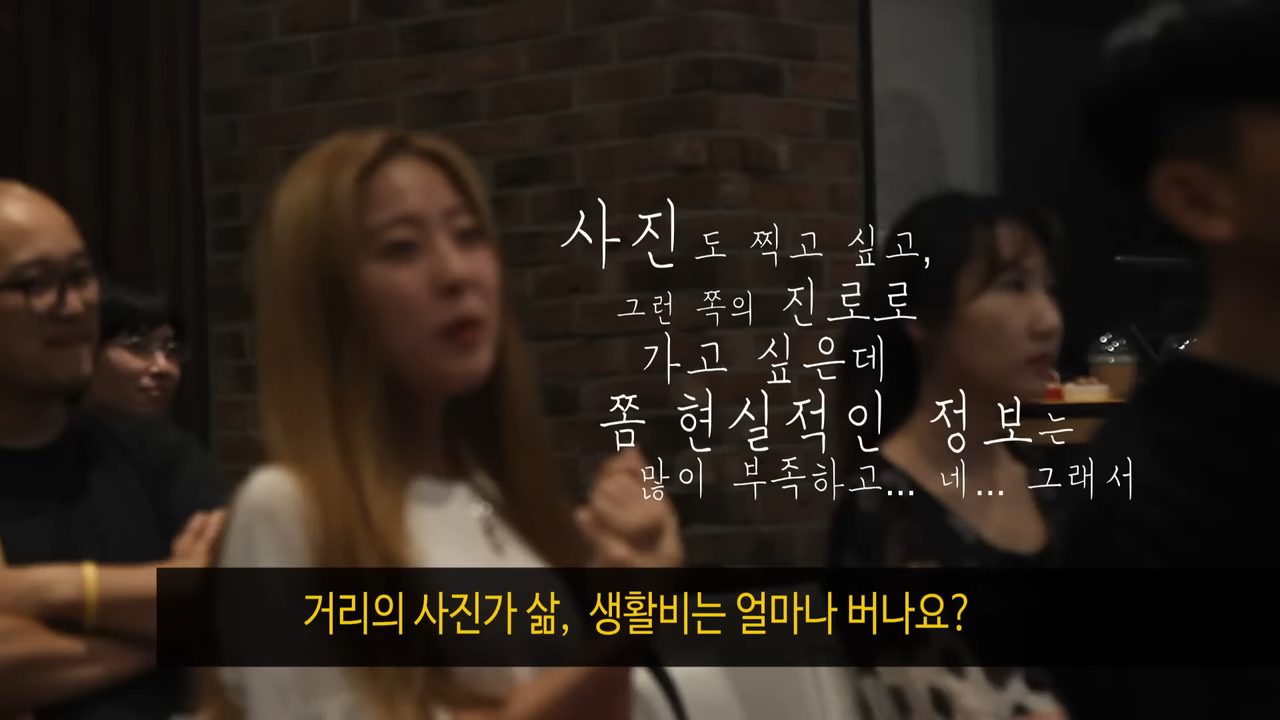 사진도 찍고 싶고,
그런 쪽의 진로로
가고 싶은데
쫌 현실적인 정보는
많이 부족하고... 네... 그래서
거리의 사진가 삶, 생활비는 얼마나 버나요?